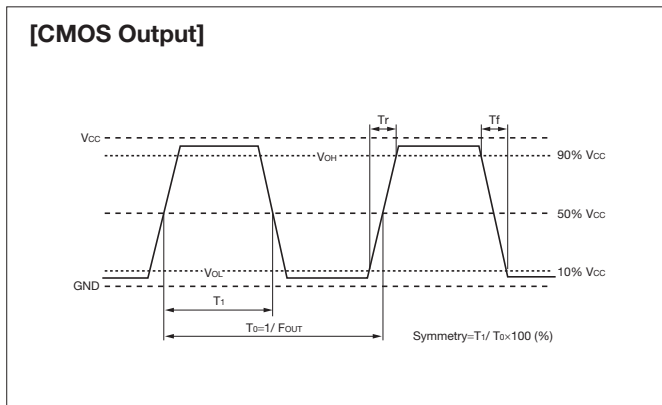 [CMOS Output]
Tr
Tf
VCC
VOH
90% VCC
50% VCC
VOL
10% VCC
GND
T1
T0=1/ FOUT
Symmetry=T1/ T0×100 (%)